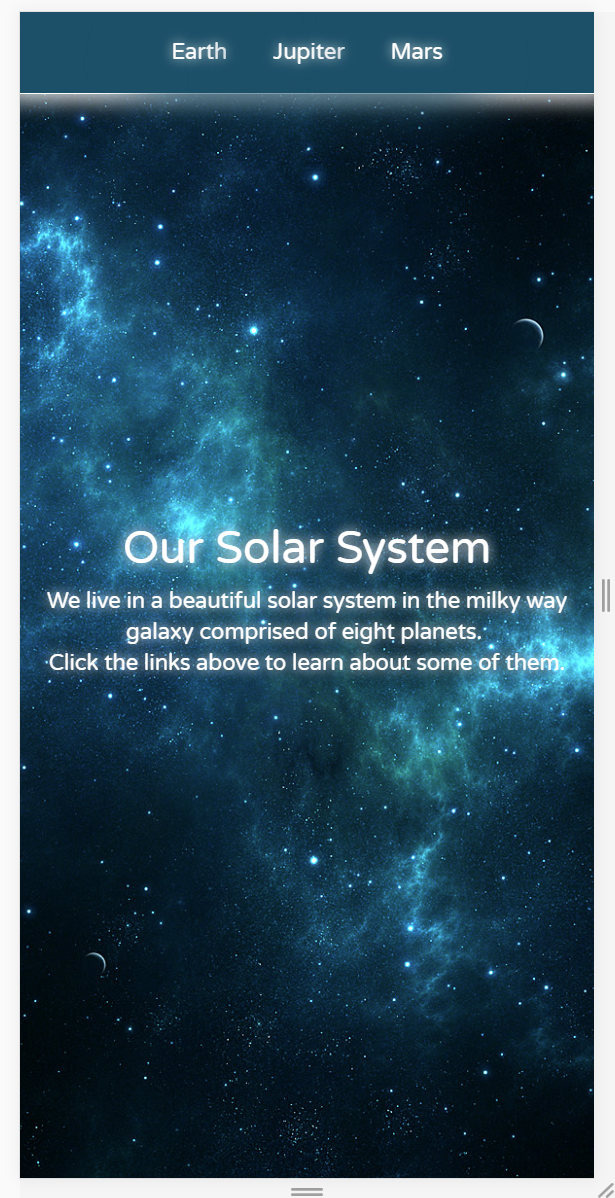 Earth Jupiter Mars
Our Solar System
We live in a beautiful solar system in the milky way
galaxy comprised of eight planets.
Click the links above to learn about some of them.